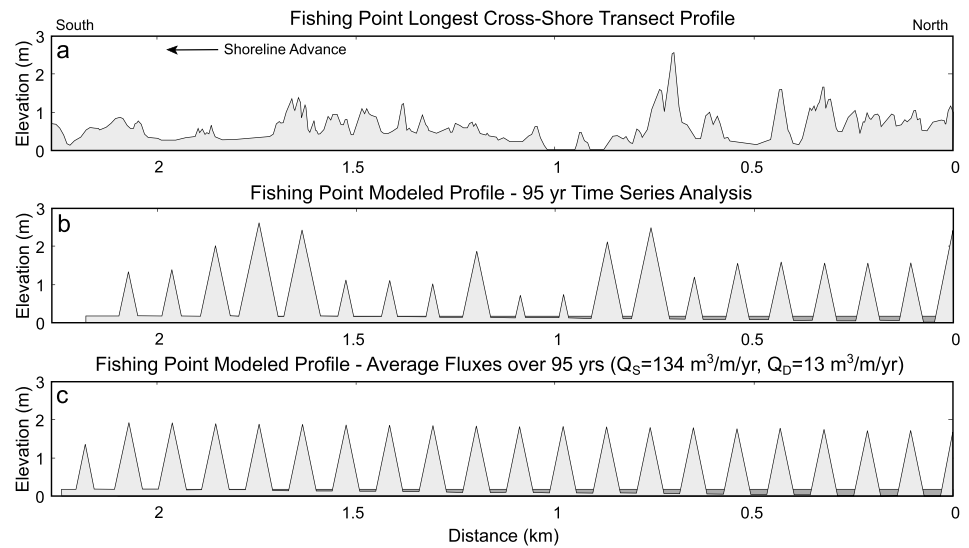 Fishing Point Longest Cross-Shore Transect Profile
South
North
a
Shoreline Advance
Elevation (m)
3
2
1
0
2
1.5
1
0.5
0
Fishing Point Modeled Profile - 95 yr Time Series Analysis
b
Elevation (m)
3
2
1
0
2
1.5
1
0.5
0
Fishing Point Modeled Profile - Average Fluxes over 95 yrs (QS=134 m³/m/yr, QD=13 m³/m/yr)
c
Elevation (m)
3
2
1
0
2
1.5
1
0.5
0
Distance (km)